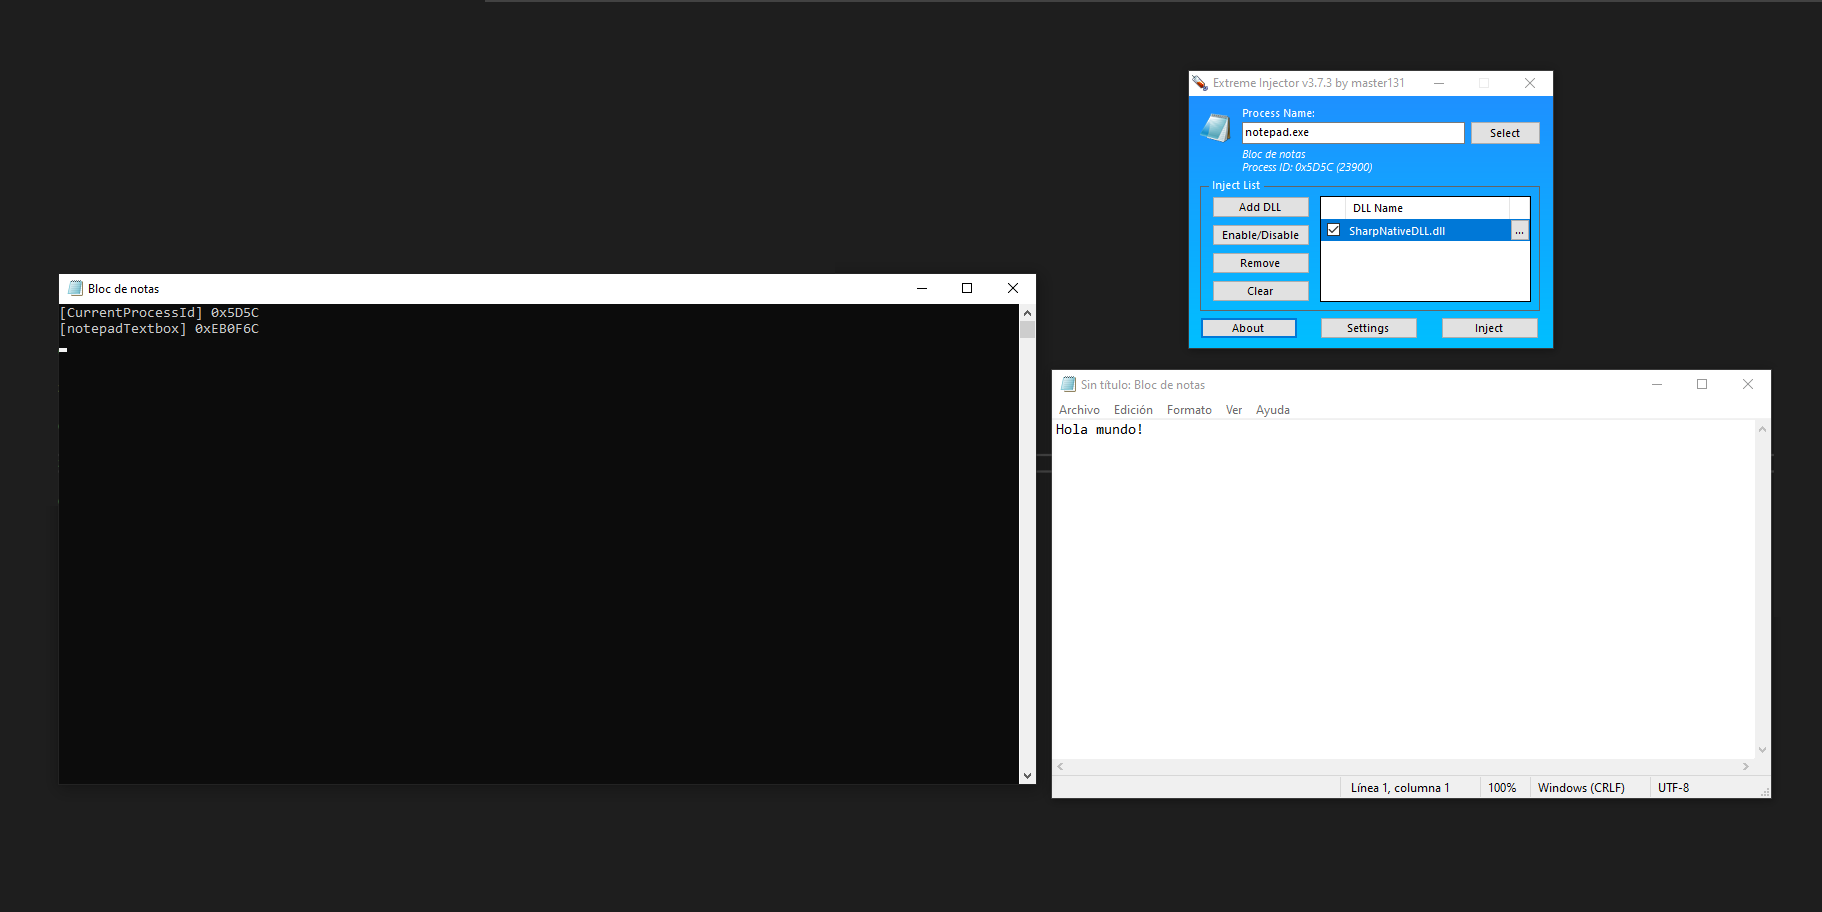 Extreme Injector v3.7.3 by master131
Process Name:
notepad.exe
Select
Bloc de notas
Process ID: 0x5D5C (23900)
Inject List
Add DLL
DLL Name
Enable/Disable
SharpNativeDLL.dll
...
Remove
Clear
About
Settings
Inject
Bloc de notas
[CurrentProcessId] 0x5D5C
[notepadTextbox] 0xEB0F6C
Sin título: Bloc de notas
Archivo Edición Formato Ver Ayuda
Hola mundo!
Línea 1, columna 1 100% Windows (CRLF) UTF-8